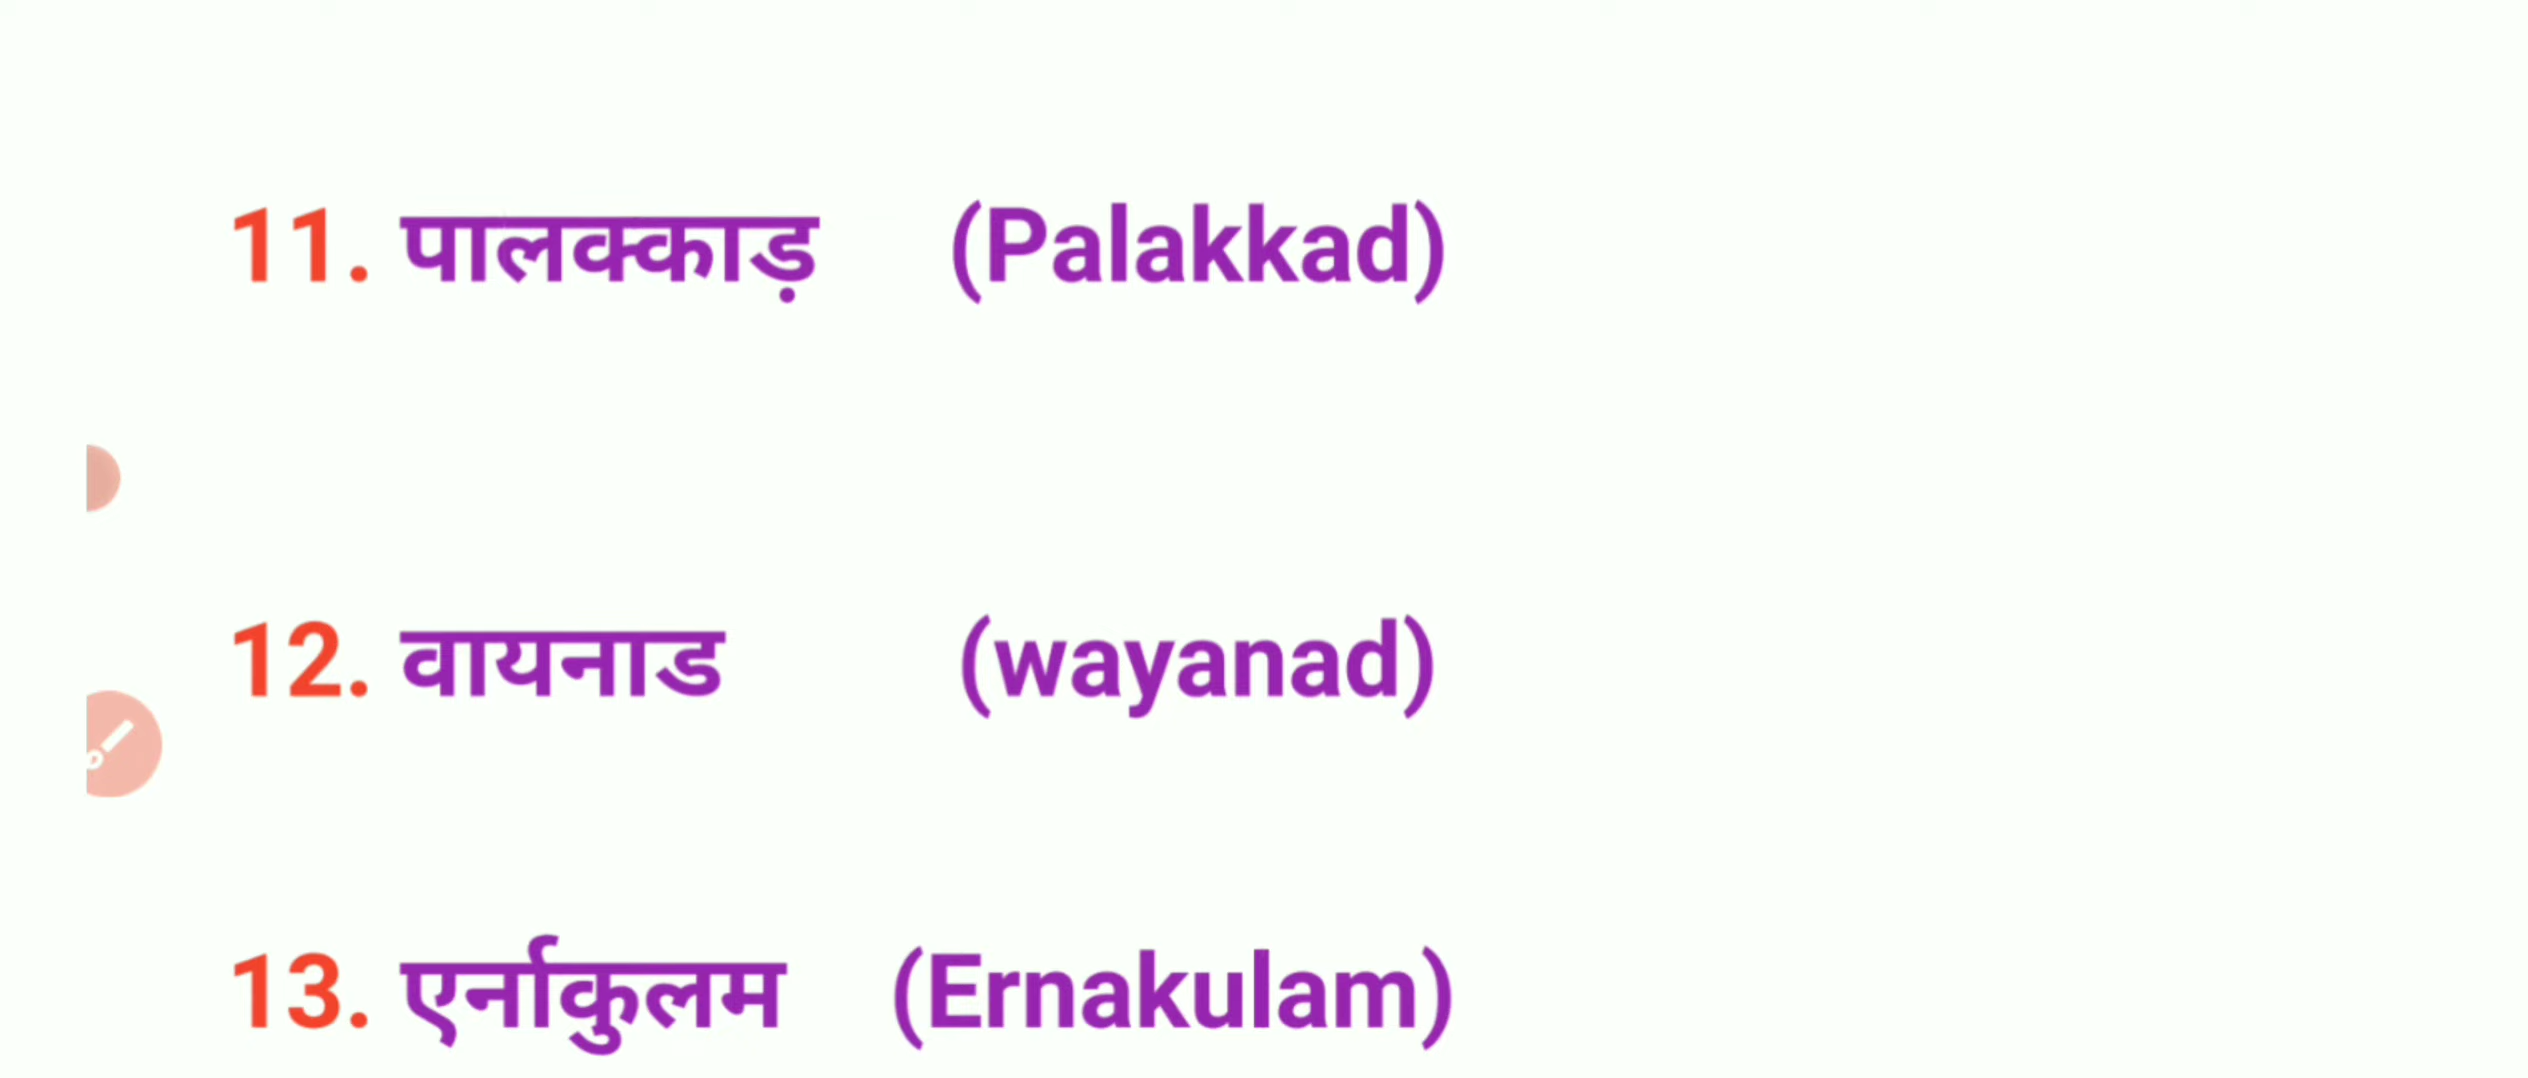 11. पालक्काड़ (Palakkad)
12. वायनाड (wayanad)
13. एर्नाकुलम (Ernakulam)